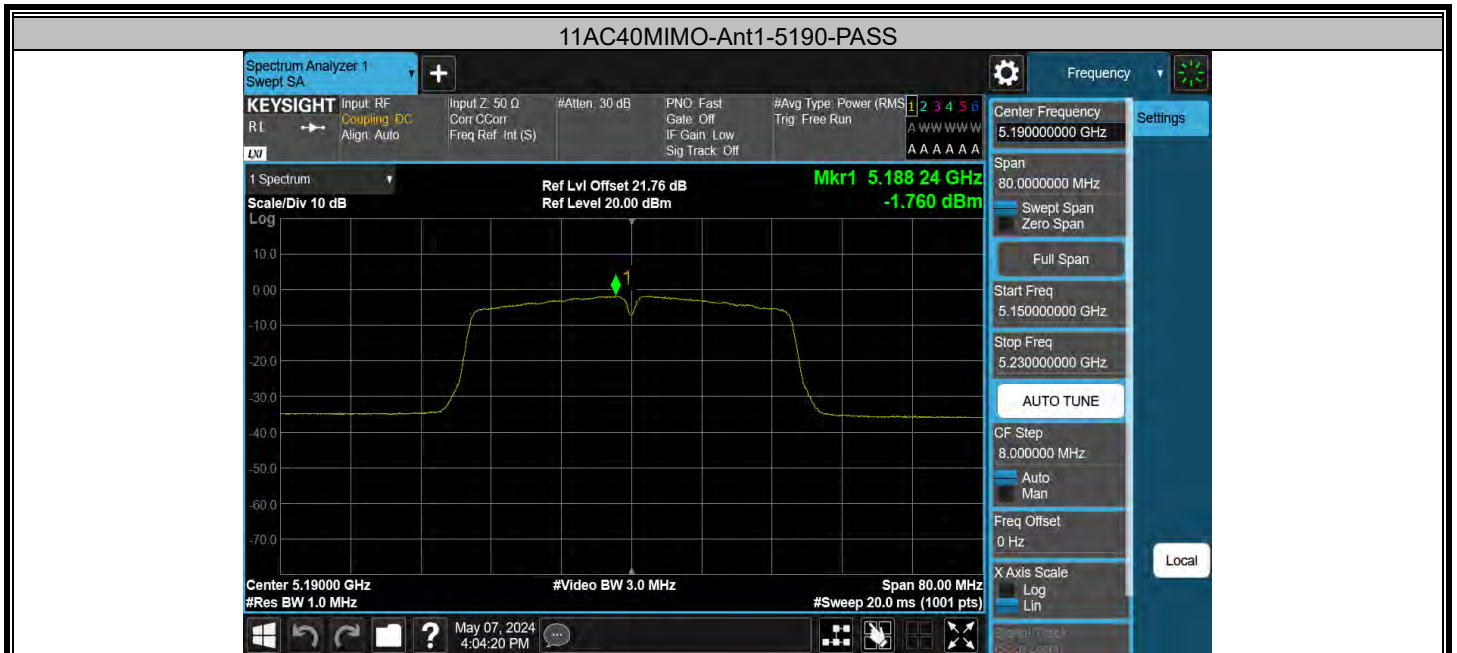 11AC40MIMO-Ant1-5190-PASS
Spectrum Analyzer 1
Swept SA
+
Frequency
KEYSIGHT
RL
LXI
Input: RF
Coupling: DC
Align: Auto
Input Z: 50 Ω
Corr CCorr
Freq Ref: Int (S)
#Atten: 30 dB
PNO: Fast
Gate: Off
IF Gain: Low
Sig Track: Off
#Avg Type: Power (RMS
Trig: Free Run
1 2 3 4 5 6
A W W W W W
A A A A A A
1 Spectrum
Scale/Div 10 dB
Log
Ref Lvl Offset 21.76 dB
Ref Level 20.00 dBm
Mkr1 5.188 24 GHz
-1.760 dBm
10.0
0.00
-10.0
-20.0
-30.0
-40.0
-50.0
-60.0
-70.0
1
Center 5.19000 GHz
#Res BW 1.0 MHz
#Video BW 3.0 MHz
Span 80.00 MHz
#Sweep 20.0 ms (1001 pts)
Center Frequency
5.190000000 GHz
Settings
Span
80.0000000 MHz
Swept Span
Zero Span
Full Span
Start Freq
5.150000000 GHz
Stop Freq
5.230000000 GHz
AUTO TUNE
CF Step
8.000000 MHz
Auto
Man
Freq Offset
0 Hz
X Axis Scale
Log
Lin
Signal Track
(Span Zoom)
Local
?
May 07, 2024
4:04:20 PM